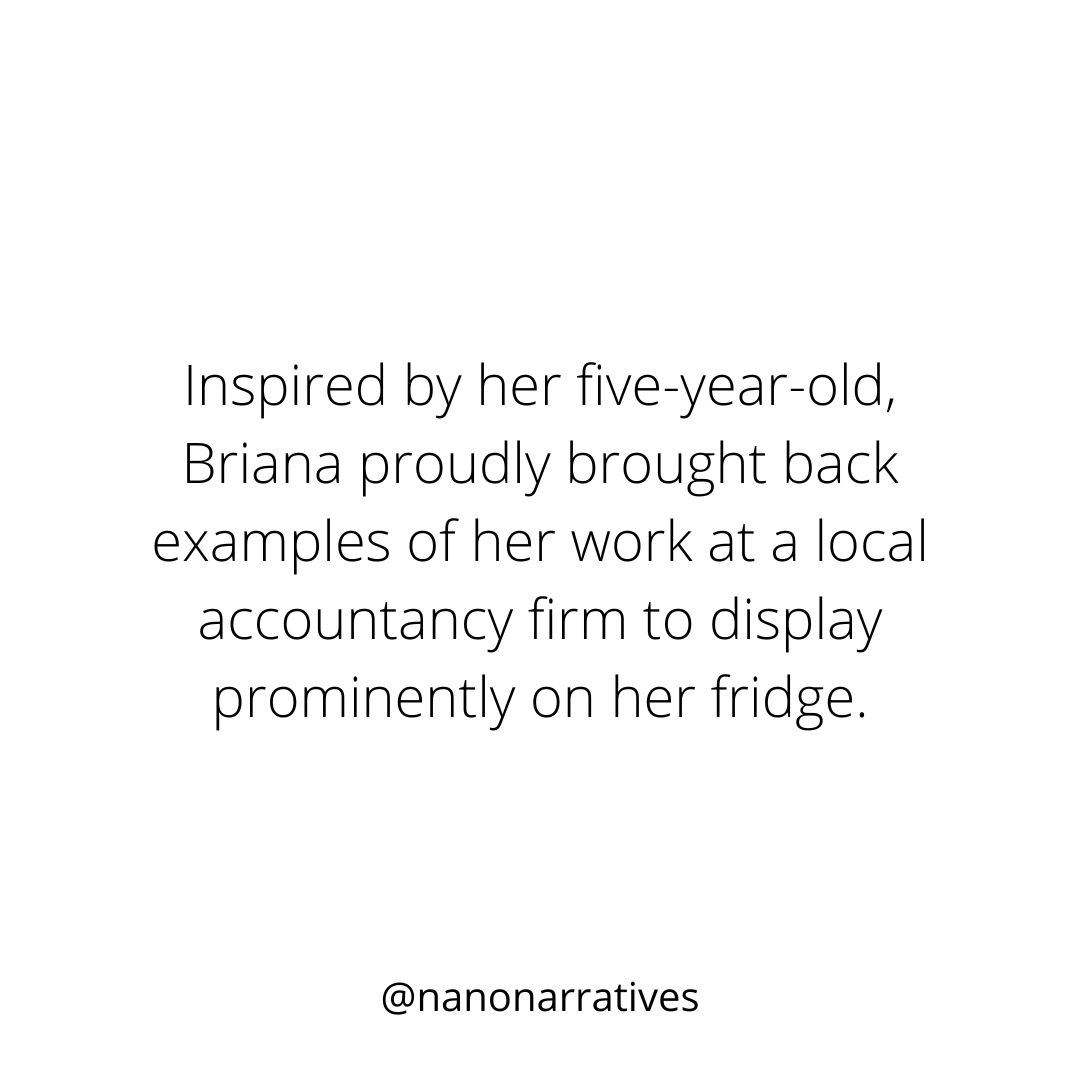 Inspired by her five-year-old,
Briana proudly brought back
examples of her work at a local
accountancy firm to display
prominently on her fridge.
@nanonarratives